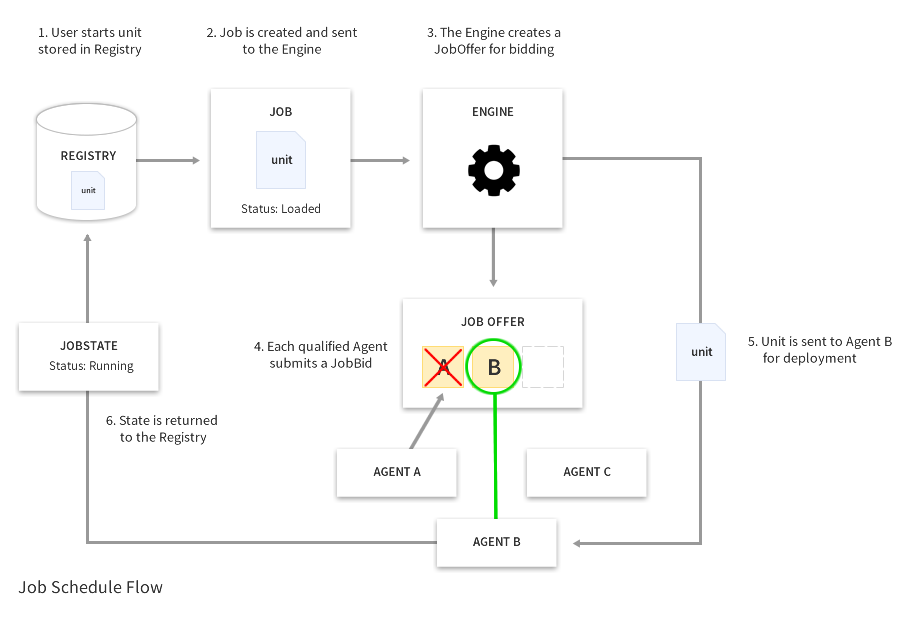 1. User starts unit
stored in Registry
2. Job is created and sent
to the Engine
3. The Engine creates a
JobOffer for bidding
REGISTRY
unit
JOB
unit
Status: Loaded
ENGINE
JOB OFFER
A
B
4. Each qualified Agent
submits a JobBid
unit
5. Unit is sent to Agent B
for deployment
JOBSTATE
Status: Running
6. State is returned
to the Registry
AGENT A
AGENT C
AGENT B
Job Schedule Flow